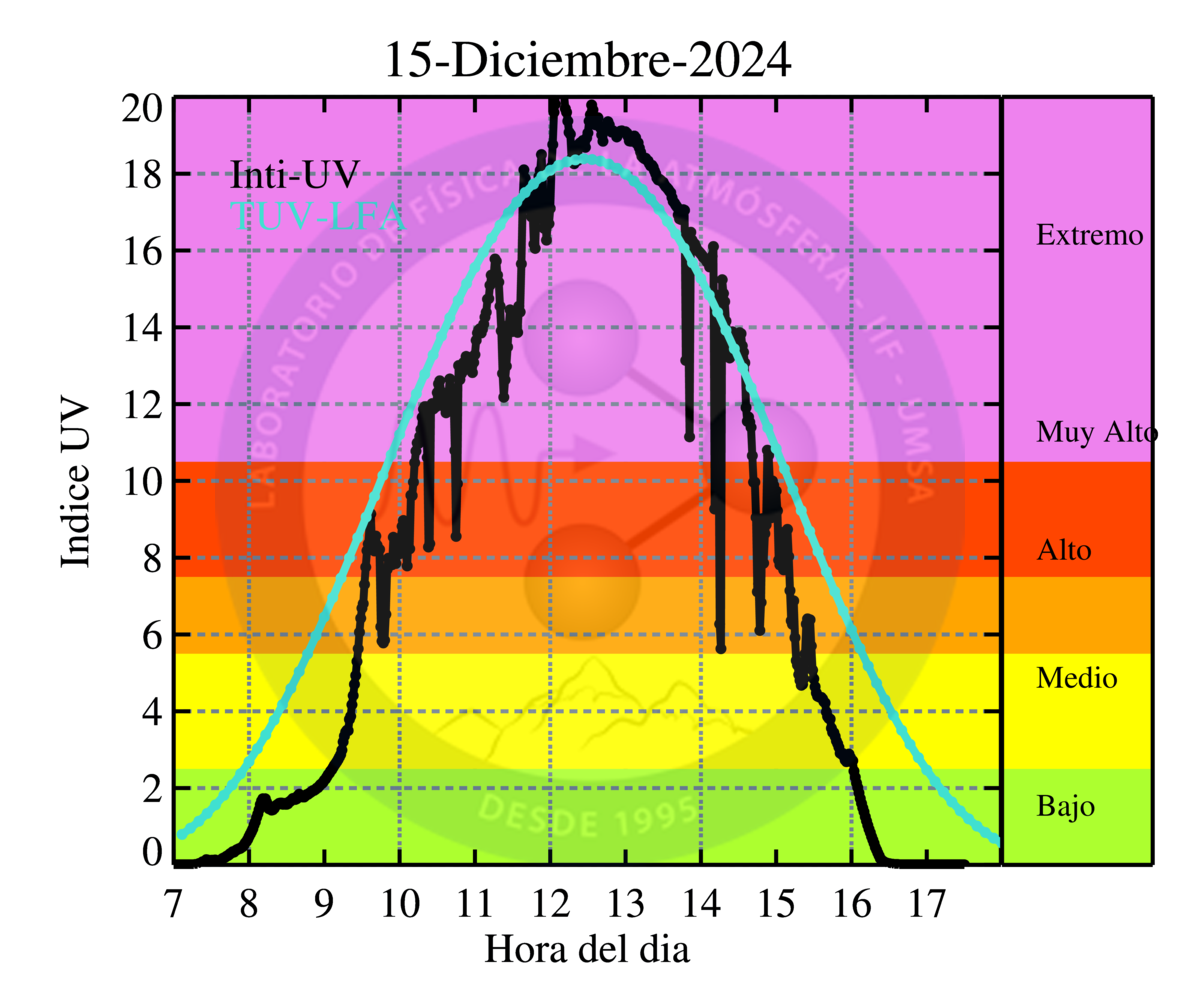 15-Diciembre-2024
Inti-UV
TUV-LFA
LABORATORIO DE FÍSICA DE LA ATMÓSFERA - IIF - UMSA
DESDE 1995
Indice UV
20
18
16
14
12
10
8
6
4
2
0
Extremo
Muy Alto
Alto
Medio
Bajo
7 8 9 10 11 12 13 14 15 16 17
Hora del dia